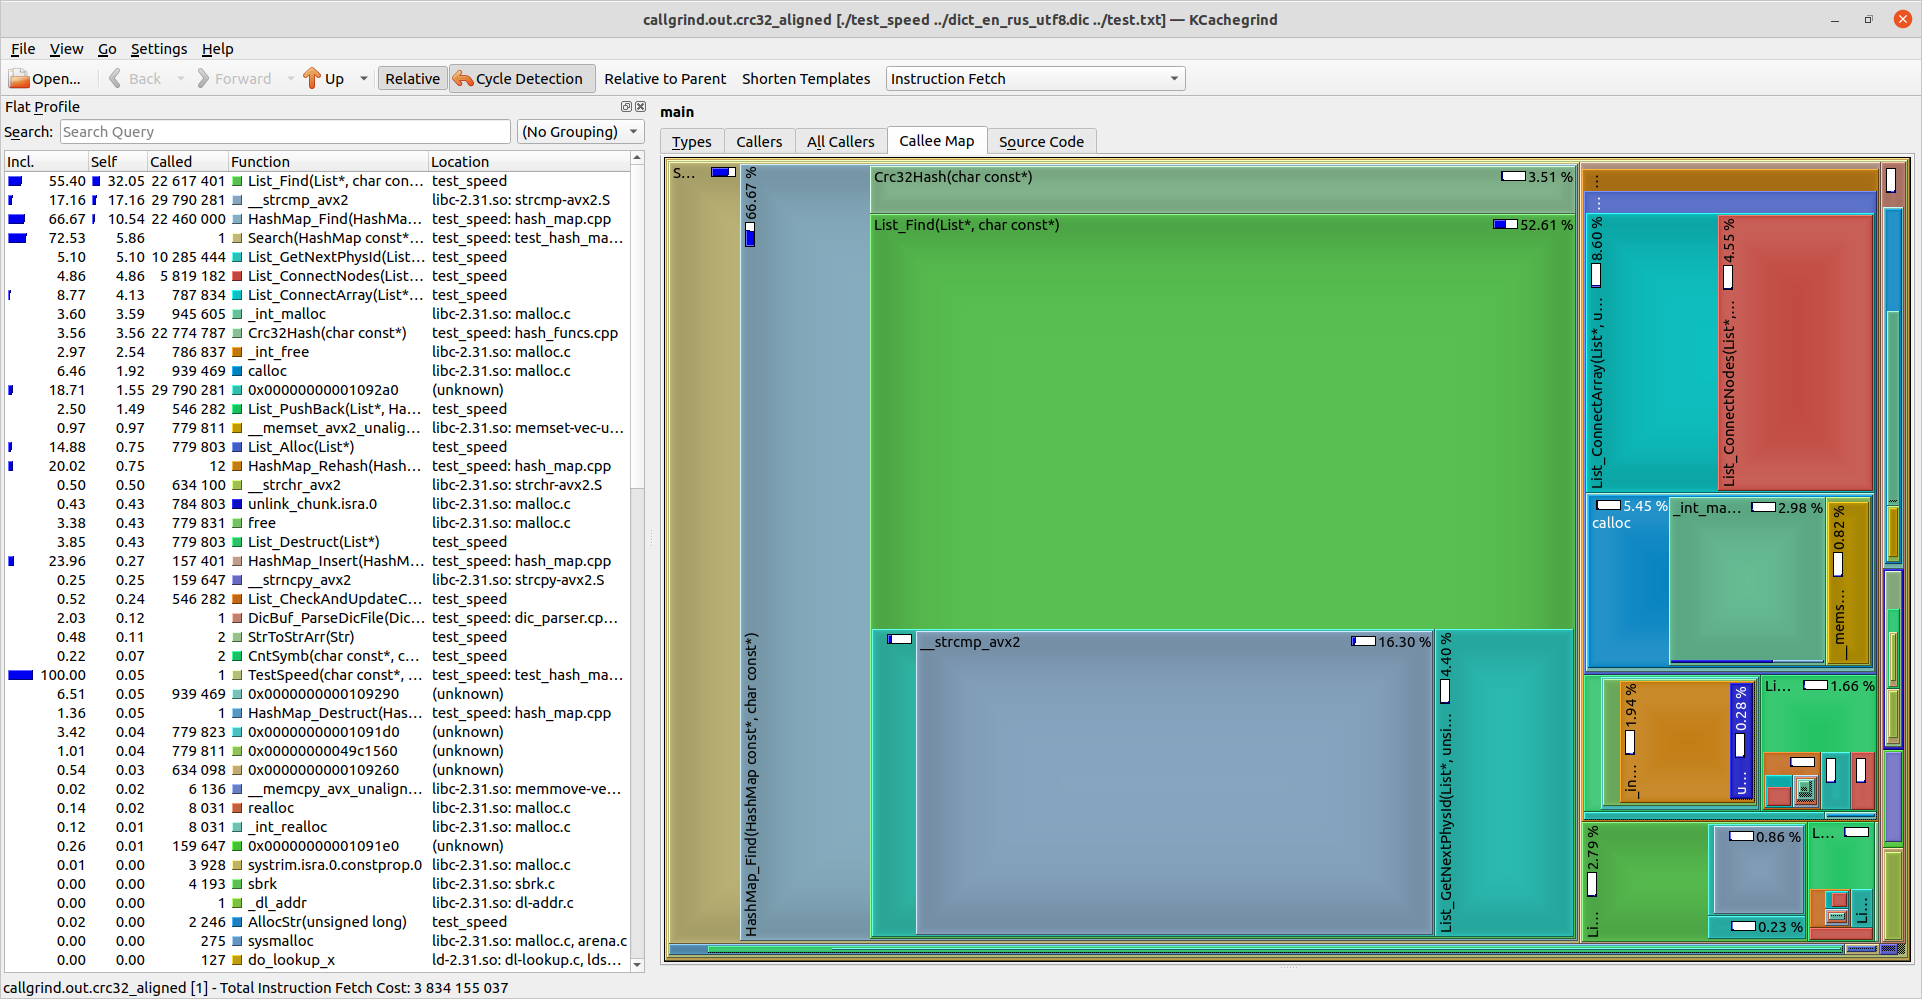 callgrind.out.crc32_aligned [./test_speed ../dict_en_rus_utf8.dic ../test.txt] — KCachegrind
File View Go Settings Help
Open... Back Forward Up Relative Cycle Detection Relative to Parent Shorten Templates Instruction Fetch
Flat Profile
Search: Search Query (No Grouping)
Incl. Self Called Function Location
55.40 32.05 22 617 401 List_Find(List*, char con... test_speed
17.16 17.16 29 790 281 __strcmp_avx2 libc-2.31.so: strcmp-avx2.S
66.67 10.54 22 460 000 HashMap_Find(HashMa... test_speed: hash_map.cpp
72.53 5.86 1 Search(HashMap const*... test_speed: test_hash_ma...
5.10 5.10 10 285 444 List_GetNextPhysId(List... test_speed
4.86 4.86 5 819 182 List_ConnectNodes(List... test_speed
8.77 4.13 787 834 List_ConnectArray(List*... test_speed
3.60 3.59 945 605 _int_malloc libc-2.31.so: malloc.c
3.56 3.56 22 774 787 Crc32Hash(char const*) test_speed: hash_funcs.cpp
2.97 2.54 786 837 _int_free libc-2.31.so: malloc.c
6.46 1.92 939 469 calloc libc-2.31.so: malloc.c
18.71 1.55 29 790 281 0x00000000001092a0 (unknown)
2.50 1.49 546 282 List_PushBack(List*, Ha... test_speed
0.97 0.97 779 811 __memset_avx2_unalig... libc-2.31.so: memset-vec-u...
14.88 0.75 779 803 List_Alloc(List*) test_speed
20.02 0.75 12 HashMap_Rehash(Hash... test_speed: hash_map.cpp
0.50 0.50 634 100 __strchr_avx2 libc-2.31.so: strchr-avx2.S
0.43 0.43 784 803 unlink_chunk.isra.0 libc-2.31.so: malloc.c
3.38 0.43 779 831 free libc-2.31.so: malloc.c
3.85 0.43 779 803 List_Destruct(List*) test_speed
23.96 0.27 157 401 HashMap_Insert(HashM... test_speed: hash_map.cpp
0.25 0.25 159 647 __strncpy_avx2 libc-2.31.so: strcpy-avx2.S
0.52 0.24 546 282 List_CheckAndUpdateC... test_speed
2.03 0.12 1 DicBuf_ParseDicFile(Dic... test_speed: dic_parser.cp...
0.48 0.11 2 StrToStrArr(Str) test_speed
0.22 0.07 2 CntSymb(char const*, c... test_speed
100.00 0.05 1 TestSpeed(char const*, ... test_speed: test_hash_ma...
6.51 0.05 939 469 0x0000000000109290 (unknown)
1.36 0.05 1 HashMap_Destruct(Has... test_speed: hash_map.cpp
3.42 0.04 779 823 0x00000000001091d0 (unknown)
1.01 0.04 779 811 0x00000000049c1560 (unknown)
0.54 0.03 634 098 0x0000000000109260 (unknown)
0.02 0.02 6 136 __memcpy_avx_unalign... libc-2.31.so: memmove-ve...
0.14 0.02 8 031 realloc libc-2.31.so: malloc.c
0.12 0.01 8 031 _int_realloc libc-2.31.so: malloc.c
0.26 0.01 159 647 0x00000000001091e0 (unknown)
0.01 0.00 3 928 systrim.isra.0.constprop.0 libc-2.31.so: malloc.c
0.00 0.00 4 193 sbrk libc-2.31.so: sbrk.c
0.00 0.00 1 _dl_addr libc-2.31.so: dl-addr.c
0.02 0.00 2 246 AllocStr(unsigned long) test_speed
0.00 0.00 275 sysmalloc libc-2.31.so: malloc.c, arena.c
0.00 0.00 127 do_lookup_x ld-2.31.so: dl-lookup.c, lds...
main
Types Callers All Callers Callee Map Source Code
S...
HashMap_Find(HashMap const*, char const*) 66.67 %
Crc32Hash(char const*) 3.51 %
List_Find(List*, char const*) 52.61 %
__strcmp_avx2 16.30 %
List_GetNextPhysId(List*, unsi... 4.40 %
...
...
List_ConnectArray(List*, u... 8.60 %
List_ConnectNodes(List*,... 4.55 %
5.45 %
calloc
_int_ma... 2.98 %
__mems... 0.82 %
_in... 1.94 %
u... 0.28 %
Li... 1.66 %
Li... 2.79 %
0.86 %
0.23 %
L...
Li...
callgrind.out.crc32_aligned [1] - Total Instruction Fetch Cost: 3 834 155 037